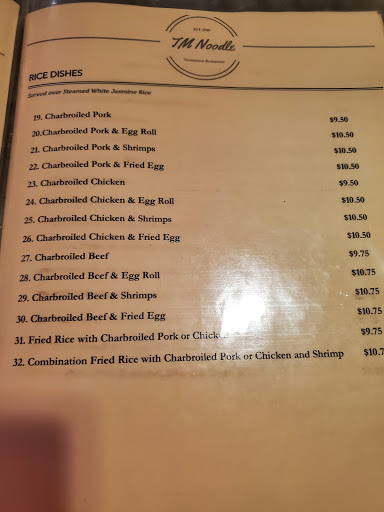 TM Noodle
Vietnamese Restaurant
RICE DISHES
Served over Steamed White Jasmine Rice
19. Charbroiled Pork $9.50
20.Charbroiled Pork & Egg Roll $10.50
21. Charbroiled Pork & Shrimps $10.50
22. Charbroiled Pork & Fried Egg $10.50
23. Charbroiled Chicken $9.50
24. Charbroiled Chicken & Egg Roll $10.50
25. Charbroiled Chicken & Shrimps $10.50
26. Charbroiled Chicken & Fried Egg $10.50
27. Charbroiled Beef $9.75
28. Charbroiled Beef & Egg Roll $10.75
29. Charbroiled Beef & Shrimps $10.75
30. Charbroiled Beef & Fried Egg $10.75
31. Fried Rice with Charbroiled Pork or Chicken $9.75
32. Combination Fried Rice with Charbroiled Pork or Chicken and Shrimp $10.7